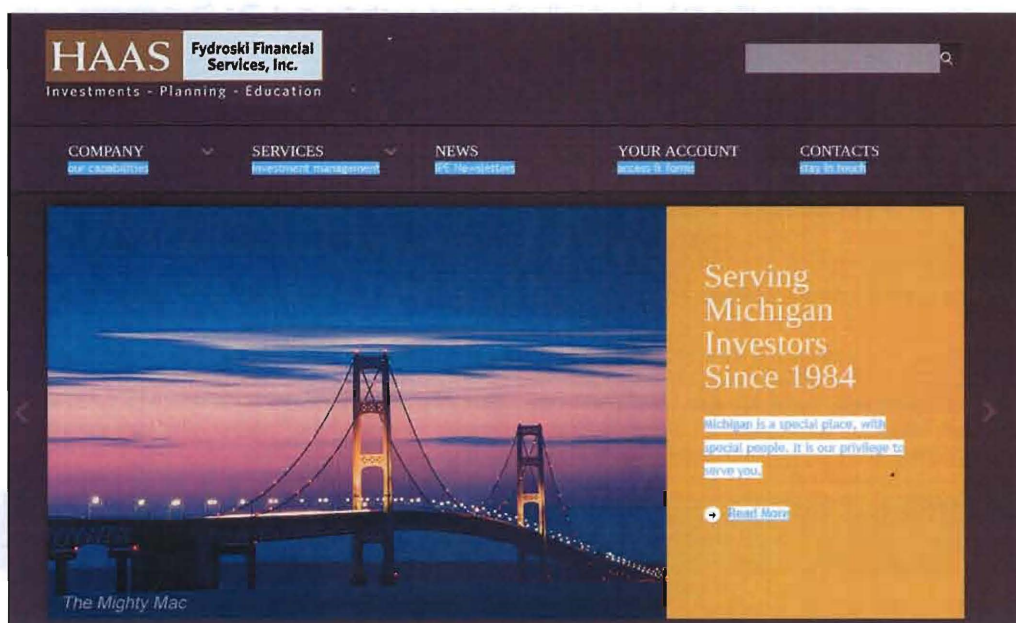 HAAS
Fydroski Financial
Services, Inc.
Investments - Planning - Education
COMPANY
our capabilities
SERVICES
investment management
NEWS
IPE Newsletters
YOUR ACCOUNT
access & forms
CONTACTS
stay in touch
Serving
Michigan
Investors
Since 1984
Michigan is a special place, with
special people. It is our privilege to
serve you.
Read More
The Mighty Mac